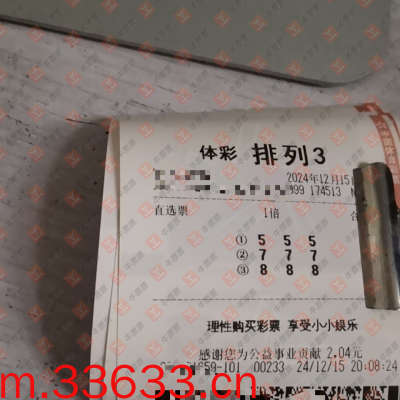 体彩 排列3
2024年12月15
999 174513
直选票 1倍 合
① 5 5 5
② 7 7 7
③ 8 8 8
理性购买彩票 享受小小娱乐
感谢您为公益事业贡献 2.04元
659-101 00233 24/12/15 20:08:24
m.33633.cn